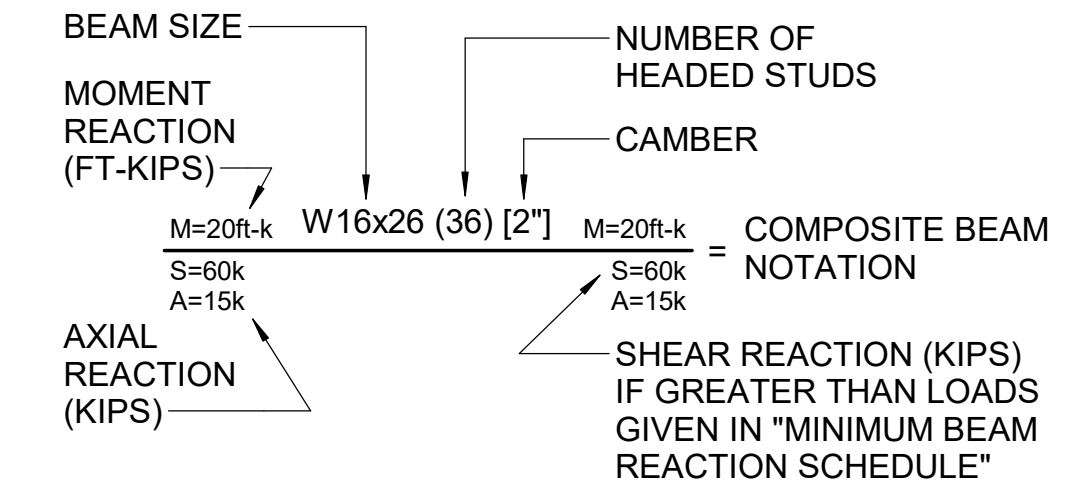 BEAM SIZE
NUMBER OF
HEADED STUDS
MOMENT
REACTION
(FT-KIPS)
CAMBER
M=20ft-k W16x26 (36) [2"] M=20ft-k
S=60k
A=15k
S=60k
A=15k
= COMPOSITE BEAM
NOTATION
AXIAL
REACTION
(KIPS)
SHEAR REACTION (KIPS)
IF GREATER THAN LOADS
GIVEN IN "MINIMUM BEAM
REACTION SCHEDULE"